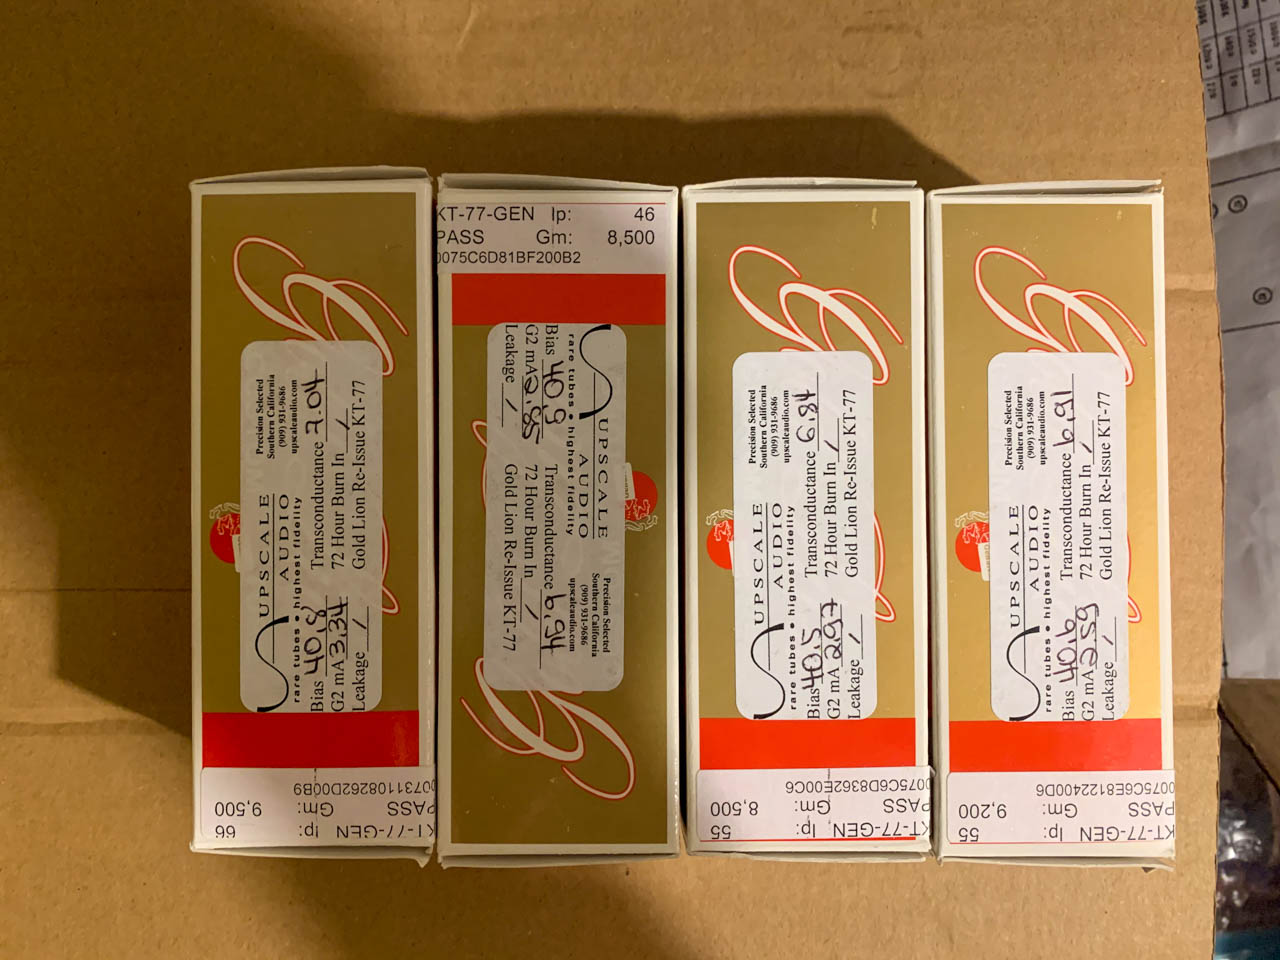 UPSCALE
AUDIO
rare tubes • highest fidelity
Precision Selected
Southern California
(909) 931-9686
upscaleaudio.com
Bias 40.8 Transconductance 7.04
G2 mA 3.34 72 Hour Burn In /
Leakage / Gold Lion Re-Issue KT-77
KT-77-GEN Ip: 66
PASS Gm: 9,500
00731108262D00B9
KT-77-GEN Ip: 46
PASS Gm: 8,500
0075C6D81BF200B2
UPSCALE
AUDIO
rare tubes • highest fidelity
Precision Selected
Southern California
(909) 931-9686
upscaleaudio.com
Bias 40.9 Transconductance 6.94
G2 mA 2.85 72 Hour Burn In /
Leakage / Gold Lion Re-Issue KT-77
UPSCALE
AUDIO
rare tubes • highest fidelity
Precision Selected
Southern California
(909) 931-9686
upscaleaudio.com
Bias 40.5 Transconductance 6.84
G2 mA 2.97 72 Hour Burn In /
Leakage / Gold Lion Re-Issue KT-77
KT-77-GEN Ip: 55
PASS Gm: 8,500
0075C6D8362E00C6
UPSCALE
AUDIO
rare tubes • highest fidelity
Precision Selected
Southern California
(909) 931-9686
upscaleaudio.com
Bias 40.6 Transconductance 6.91
G2 mA 2.59 72 Hour Burn In /
Leakage / Gold Lion Re-Issue KT-77
KT-77-GEN Ip: 55
PASS Gm: 9,200
0075C6EB122400D6